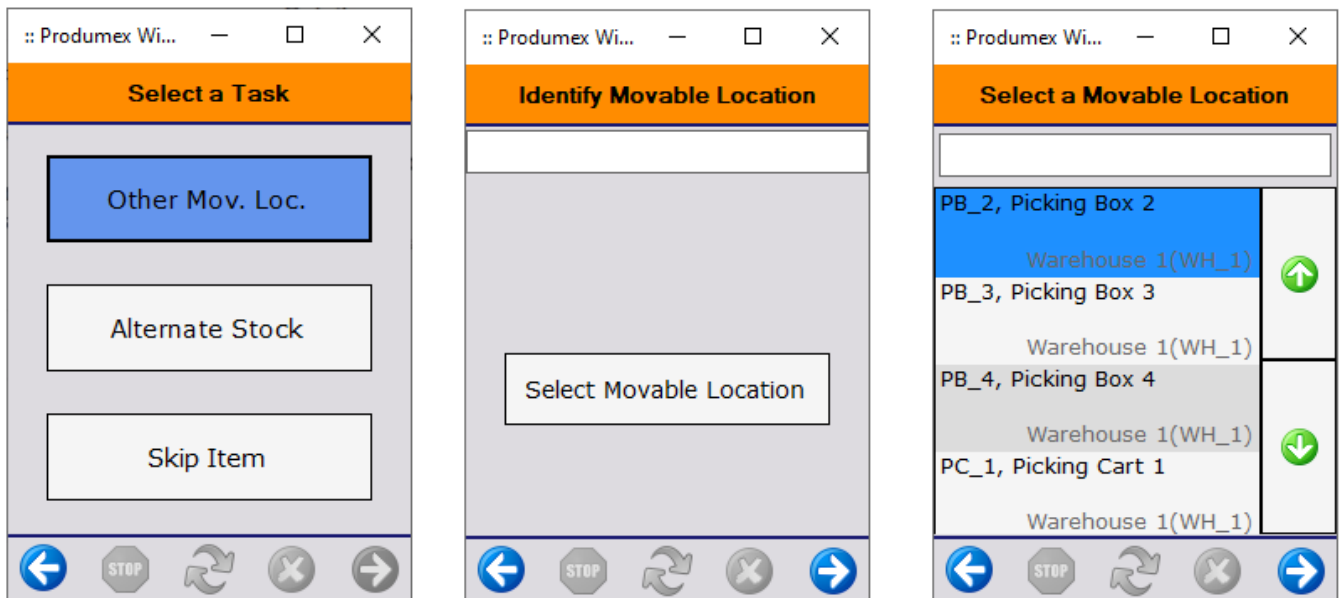 :: Produmex Wi...
Select a Task
Other Mov. Loc.
Alternate Stock
Skip Item
STOP
:: Produmex Wi...
Identify Movable Location
Select Movable Location
STOP
:: Produmex Wi...
Select a Movable Location
PB_2, Picking Box 2
Warehouse 1(WH_1)
PB_3, Picking Box 3
Warehouse 1(WH_1)
PB_4, Picking Box 4
Warehouse 1(WH_1)
PC_1, Picking Cart 1
Warehouse 1(WH_1)
STOP